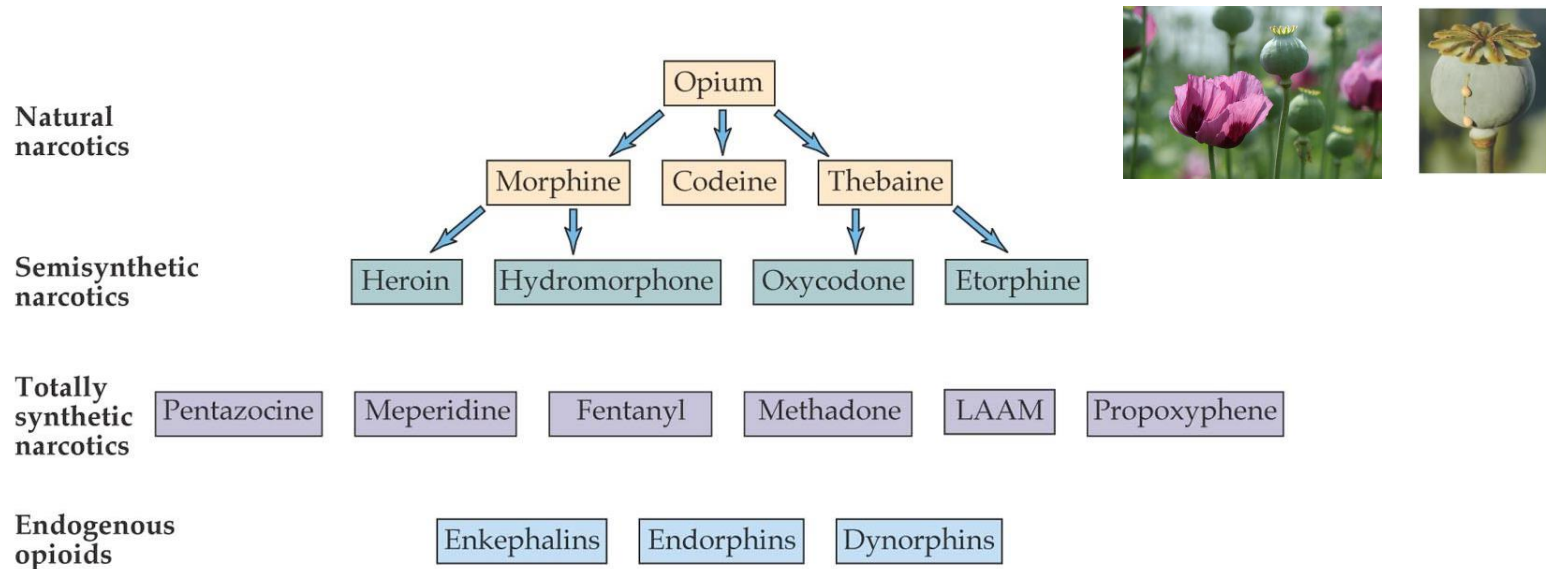 Natural
narcotics
Opium
Morphine Codeine Thebaine
Semisynthetic
narcotics
Heroin Hydromorphone Oxycodone Etorphine
Totally
synthetic
narcotics
Pentazocine Meperidine Fentanyl Methadone LAAM Propoxyphene
Endogenous
opioids
Enkephalins Endorphins Dynorphins